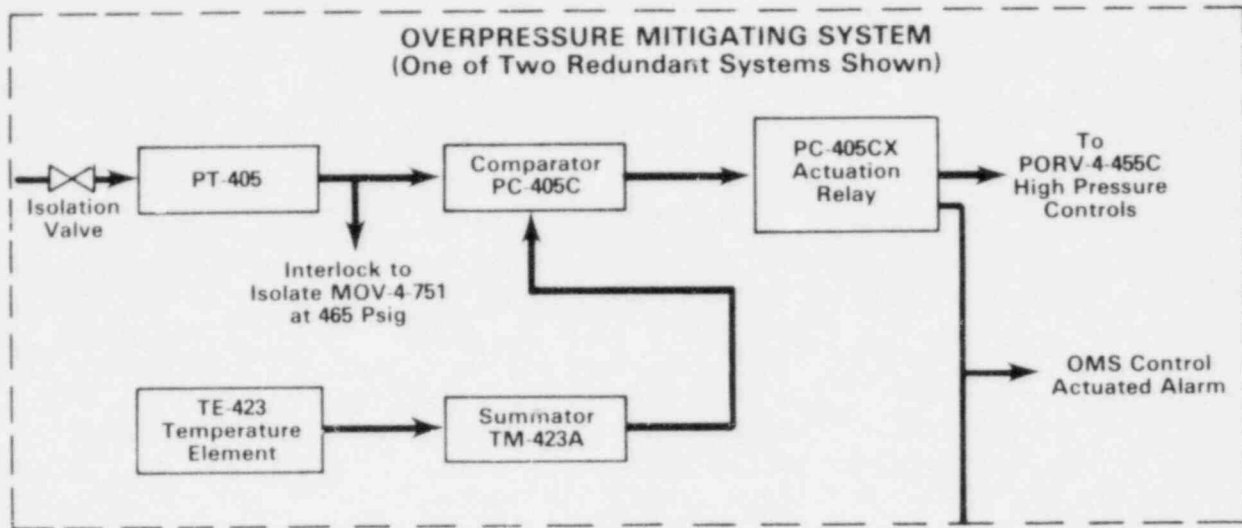 OVERPRESSURE MITIGATING SYSTEM
(One of Two Redundant Systems Shown)
Isolation
Valve
PT-405
Comparator
PC-405C
PC-405CX
Actuation
Relay
To
PORV-4-455C
High Pressure
Controls
Interlock to
Isolate MOV-4-751
at 465 Psig
OMS Control
Actuated Alarm
TE-423
Temperature
Element
Summator
TM-423A